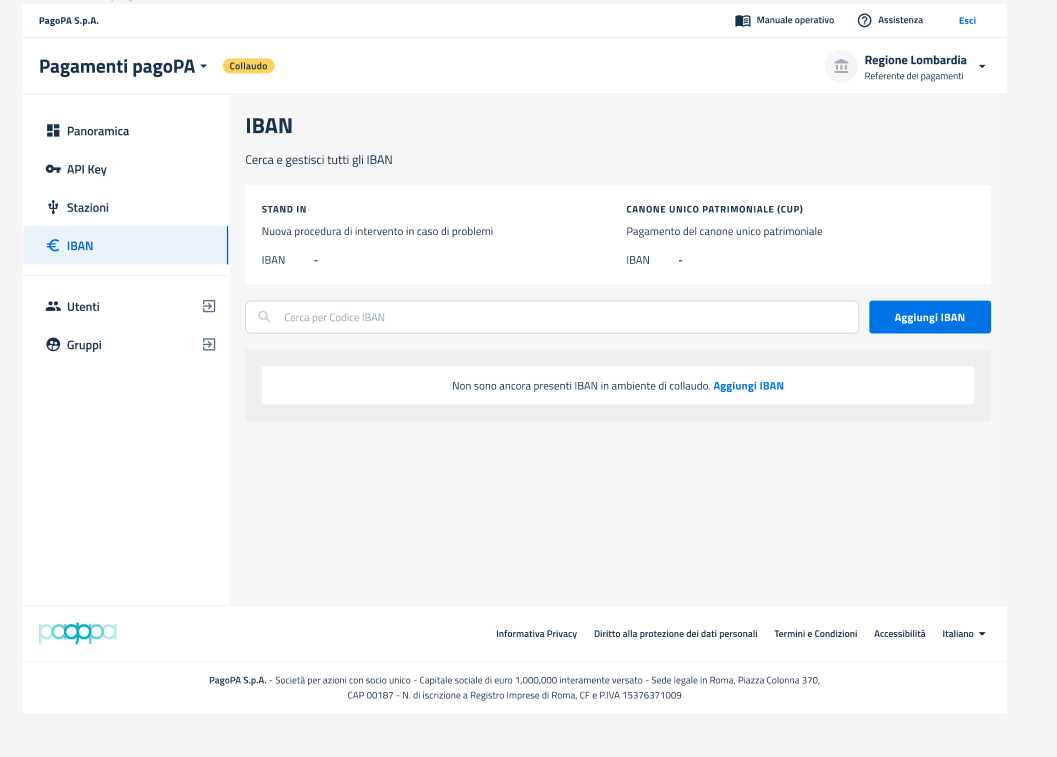 PagoPA S.p.A.
Manuale operativo
Assistenza
Esci
Pagamenti pagoPA
Collaudo
Regione Lombardia
Referente dei pagamenti
Panoramica
API Key
Stazioni
IBAN
Utenti
Gruppi
IBAN
Cerca e gestisci tutti gli IBAN
STAND IN
Nuova procedura di intervento in caso di problemi
IBAN -
CANONE UNICO PATRIMONIALE (CUP)
Pagamento del canone unico patrimoniale
IBAN -
Cerca per Codice IBAN
Aggiungi IBAN
Non sono ancora presenti IBAN in ambiente di collaudo. Aggiungi IBAN
pagopa
Informativa Privacy
Diritto alla protezione dei dati personali
Termini e Condizioni
Accessibilità
Italiano
PagoPA S.p.A. - Società per azioni con socio unico - Capitale sociale di euro 1,000,000 interamente versato - Sede legale in Roma, Piazza Colonna 370,
CAP 00187 - N. di iscrizione a Registro Imprese di Roma, CF e P.IVA 15376371009